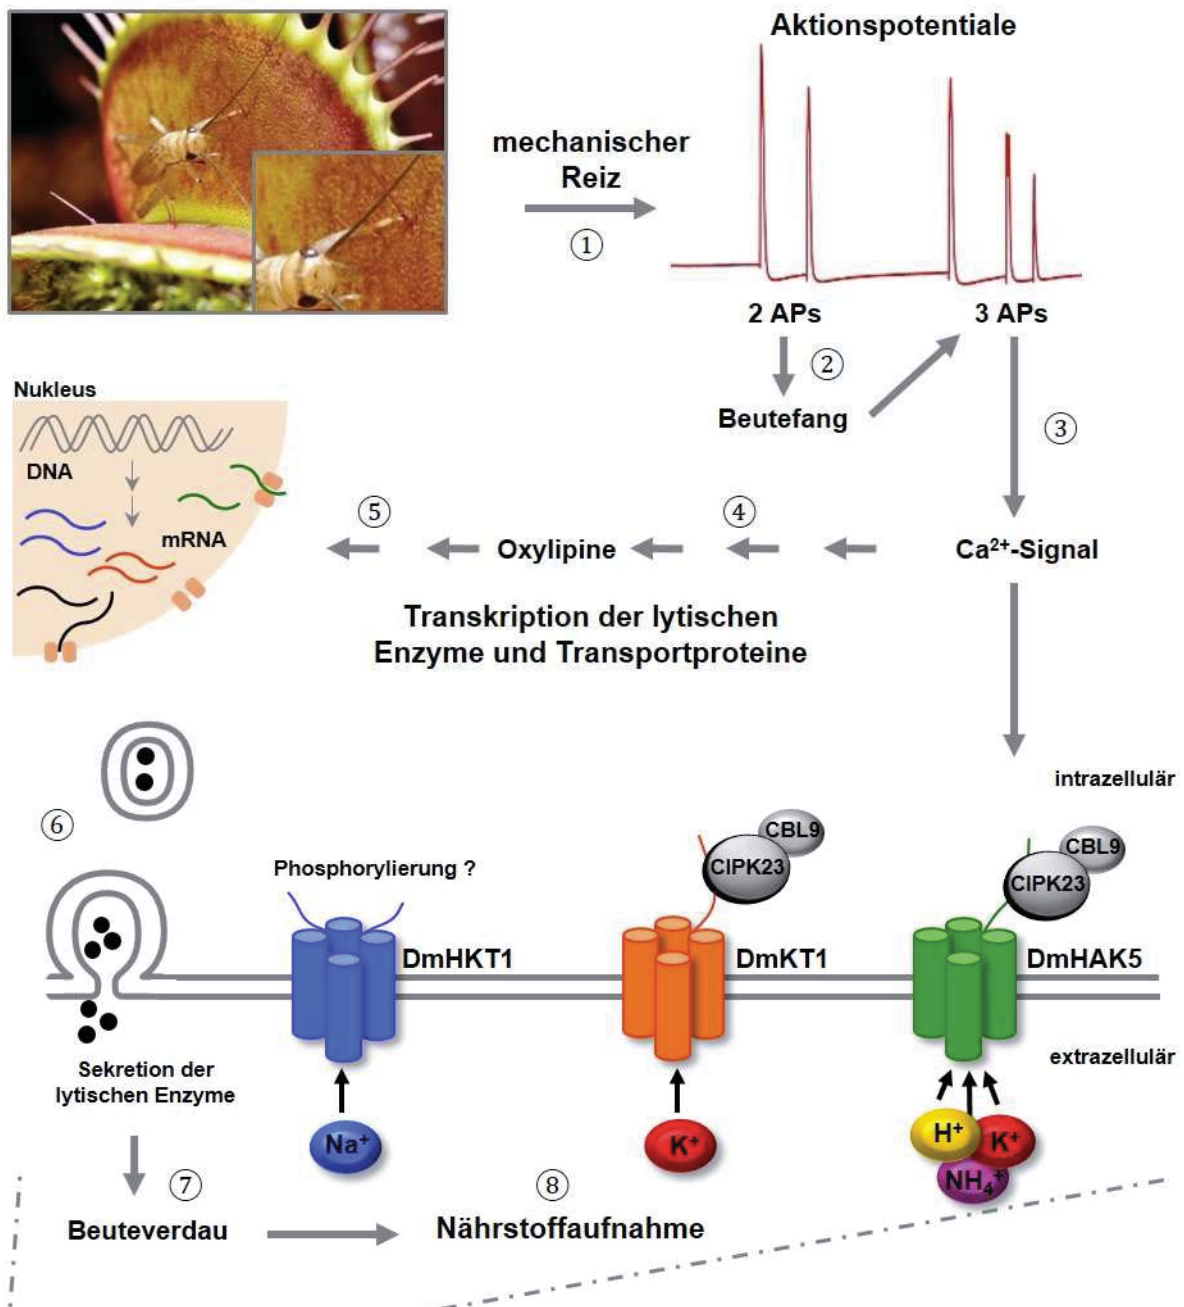 Aktionspotentiale
mechanischer
Reiz
①
2 APs
3 APs
②
Beutefang
③
Nukleus
DNA
mRNA
⑤
④
Oxylipine
Ca²⁺-Signal
Transkription der lytischen
Enzyme und Transportproteine
intrazellulär
⑥
Phosphorylierung ?
CBL9
CIPK23
CBL9
CIPK23
DmHKT1
DmKT1
DmHAK5
extrazellulär
Sekretion der
lytischen Enzyme
Na⁺
K⁺
H⁺
K⁺
NH₄⁺
⑦
⑧
Beuteverdau
Nährstoffaufnahme